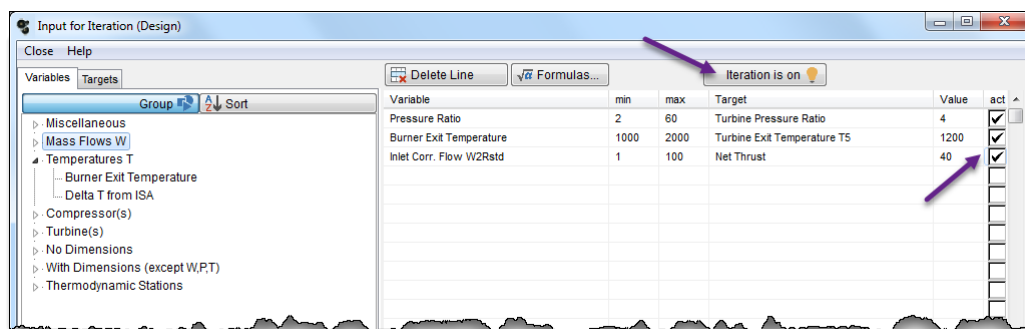 Input for Iteration (Design)
Close Help
Variables Targets
Delete Line √α Formulas... Iteration is on
Group A Z Sort
Variable min max Target Value act
Miscellaneous
Pressure Ratio 2 60 Turbine Pressure Ratio 4
Mass Flows W
Burner Exit Temperature 1000 2000 Turbine Exit Temperature T5 1200
Temperatures T
Inlet Corr. Flow W2Rstd 1 100 Net Thrust 40
Burner Exit Temperature
Delta T from ISA
Compressor(s)
Turbine(s)
No Dimensions
With Dimensions (except W,P,T)
Thermodynamic Stations